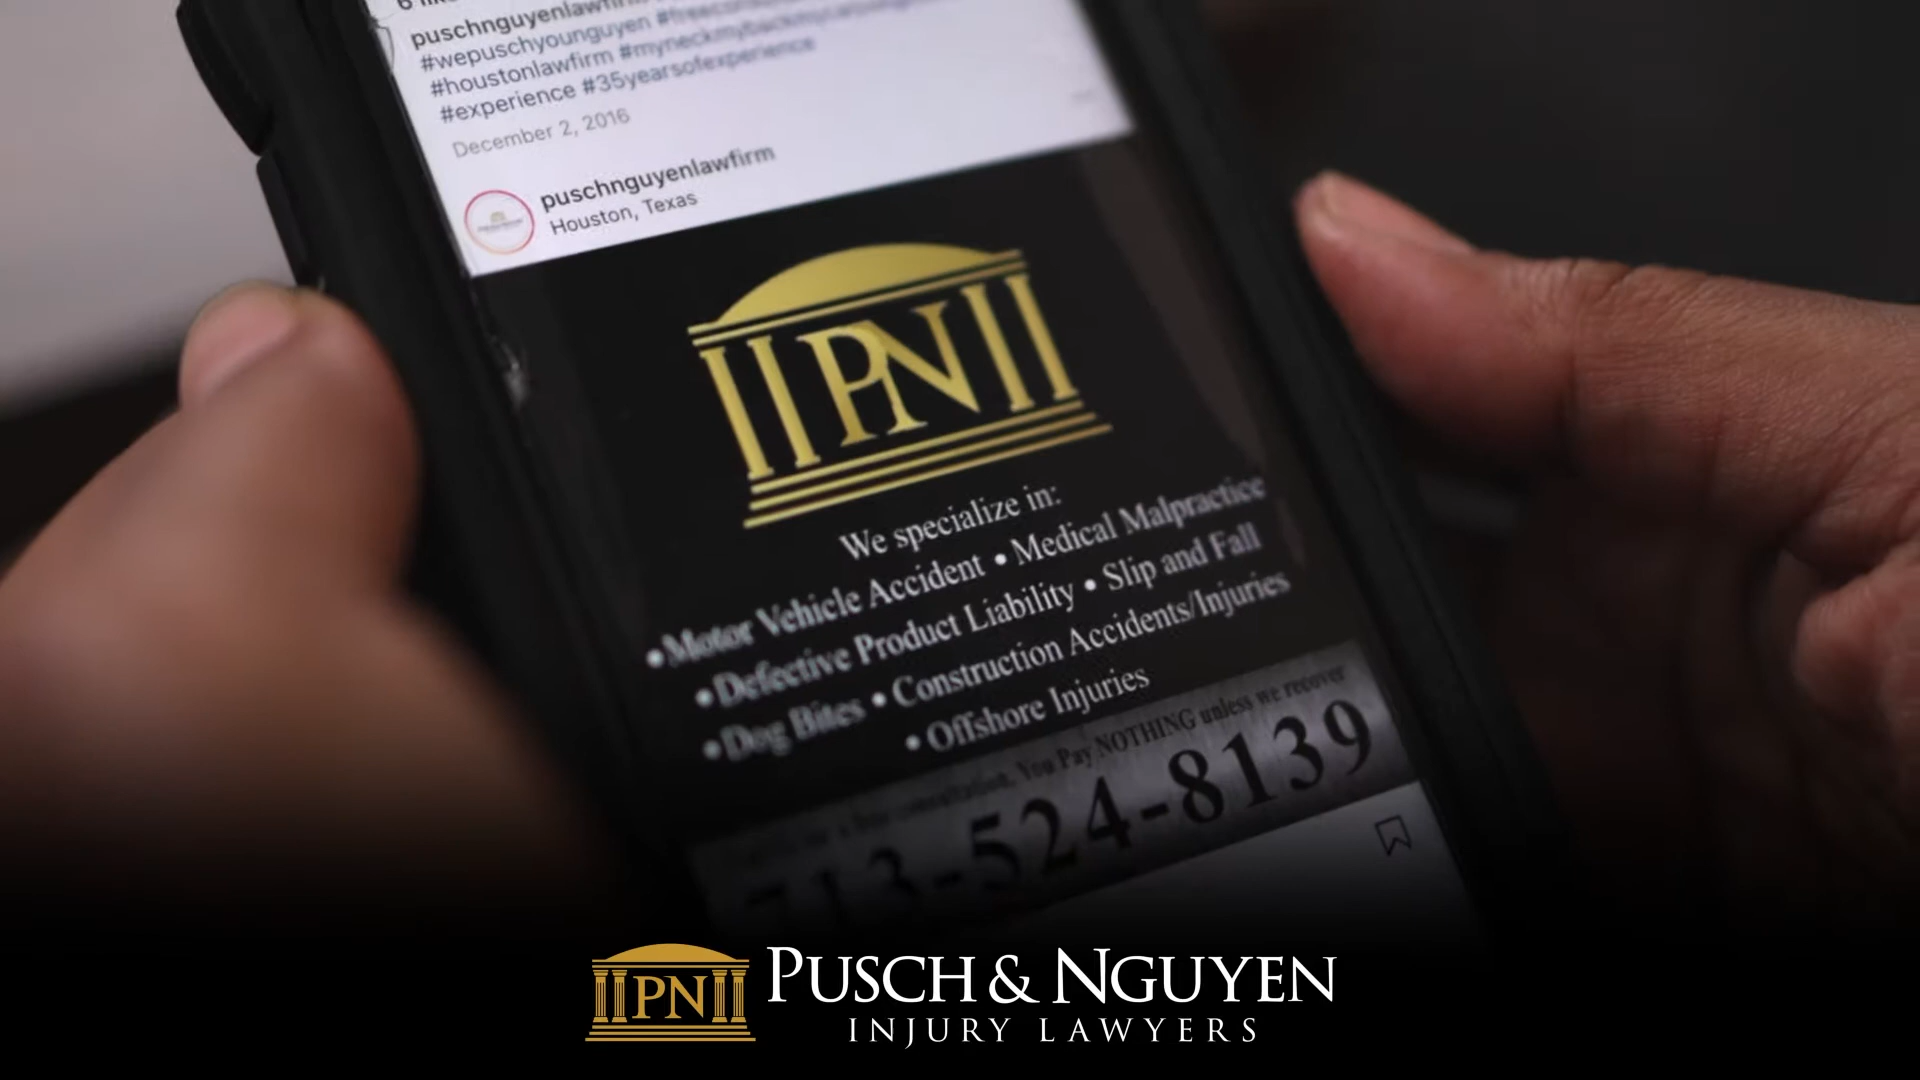 puschnguyenlawfirm
#wepuschyounguyen
#houstonlawfirm
#experience #35yearsofexperience
December 2, 2016
puschnguyenlawfirm
Houston, Texas
PN
We specialize in:
•Motor Vehicle Accident • Medical Malpractice
•Defective Product Liability • Slip and Fall
•Dog Bites • Construction Accidents/Injuries
• Offshore Injuries
You Pay NOTHING unless we recover
713-524-8139
PN
PUSCH & NGUYEN
INJURY LAWYERS